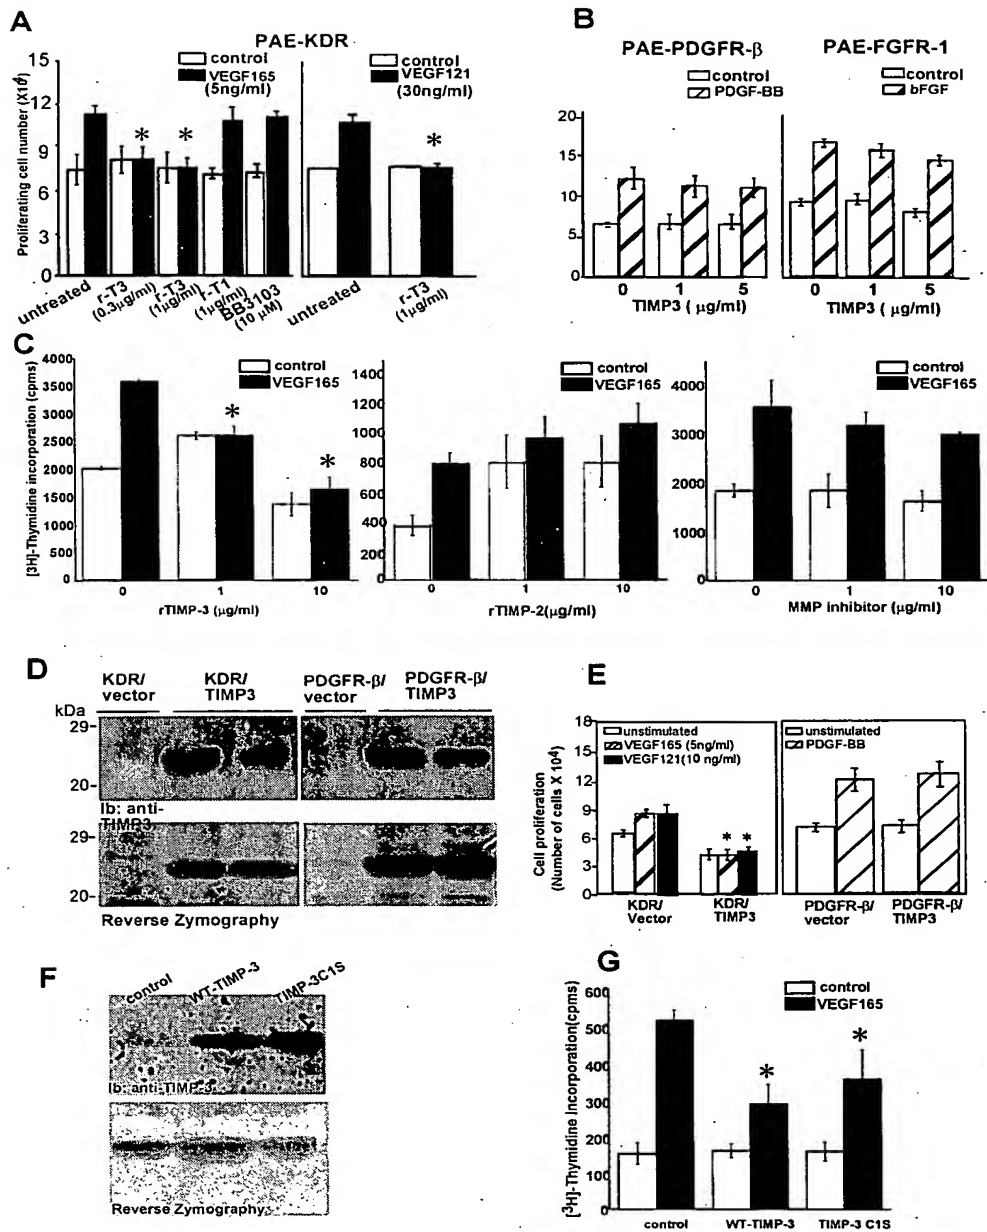 A
PAE-KDR
control
VEGF165
(5ng/ml)
control
VEGF121
(30ng/ml)
Proliferating cell number (X10⁴)
15
12
9
6
3
0
*
*
*
untreated
r-T3
(0.3µg/ml)
r-T3
(1µg/ml)
r-T1
(1µg/ml)
BB3103
(10 µM)
untreated
r-T3
(1µg/ml)
B
PAE-PDGFR-β
PAE-FGFR-1
control
PDGF-BB
control
bFGF
20
15
10
5
0
0
1
5
TIMP3 ( µg/ml)
0
1
5
TIMP3 ( µg/ml)
C
control
VEGF165
[3H]-Thymidine incorporation (cpms)
4000
3500
3000
2500
2000
1500
1000
500
0
*
*
0
1
10
rTIMP-3 (µg/ml)
control
VEGF165
1400
1200
1000
800
600
400
200
0
0
1
10
rTIMP-2(µg/ml)
control
VEGF165
4000
3000
2000
1000
0
0
1
10
MMP inhibitor (µg/ml)
D
KDR/
vector
KDR/
TIMP3
PDGFR-β/
vector
PDGFR-β/
TIMP3
kDa
29-
20-
Ib: anti-
TIMP3
29-
20-
Reverse Zymography
E
unstimulated
VEGF165 (5ng/ml)
VEGF121(10 ng/ml)
unstimulated
PDGF-BB
Cell proliferation
(Number of cells X 10⁴)
18
15
12
9
6
3
0
* *
KDR/
Vector
KDR/
TIMP3
PDGFR-β/
vector
PDGFR-β/
TIMP3
F
control
WT-TIMP-3
TIMP-3C1S
Ib: anti-TIMP-3
Reverse Zymography
G
control
VEGF165
[³H]-Thymidine incorporation(cpms)
600
500
400
300
200
100
0
*
*
control
WT-TIMP-3
TIMP-3 C1S